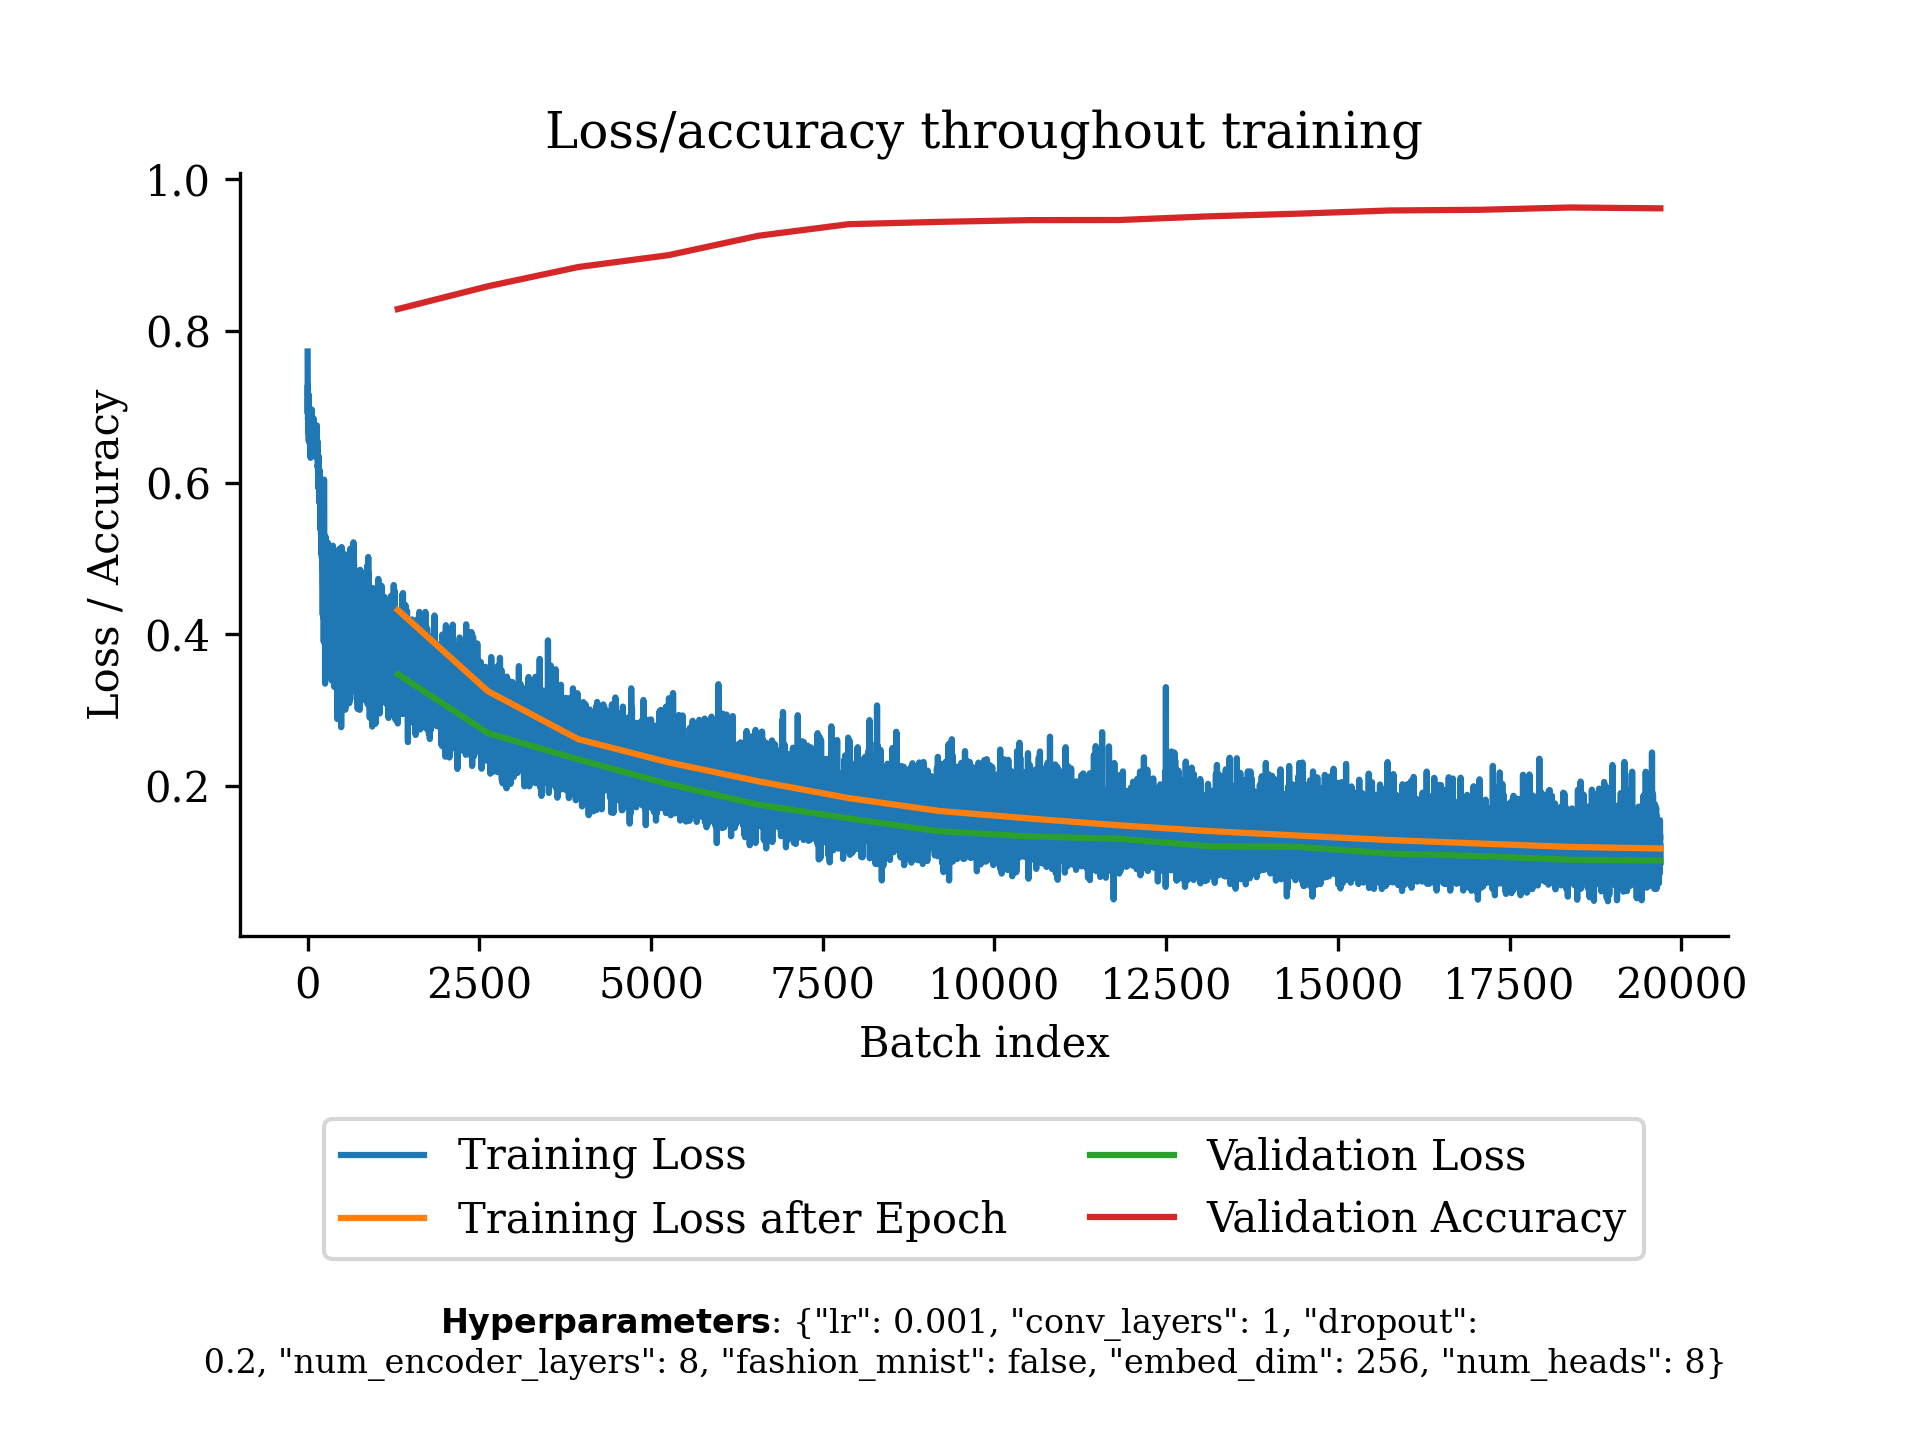 Loss/accuracy throughout training
1.0
0.8
0.6
0.4
0.2
Loss / Accuracy
0 2500 5000 7500 10000 12500 15000 17500 20000
Batch index
Training Loss
Training Loss after Epoch
Validation Loss
Validation Accuracy
Hyperparameters: {"lr": 0.001, "conv_layers": 1, "dropout":
0.2, "num_encoder_layers": 8, "fashion_mnist": false, "embed_dim": 256, "num_heads": 8}